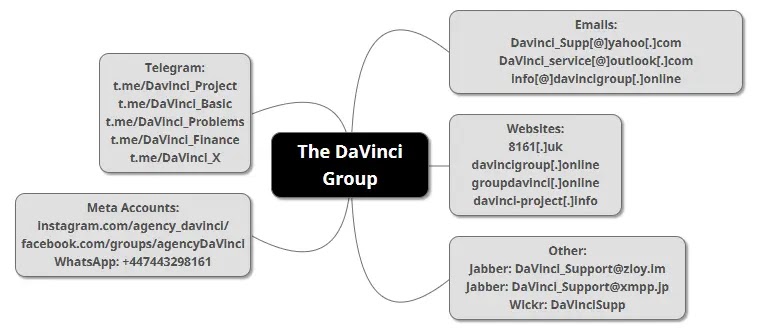 Emails:
Davinci_Supp[@]yahoo[.]com
DaVinci_service[@]outlook[.]com
info[@]davincigroup[.]online
Telegram:
t.me/Davinci_Project
t.me/DaVinci_Basic
t.me/DaVinci_Problems
t.me/DaVinci_Finance
t.me/DaVinci_X
The DaVinci
Group
Websites:
8161[.]uk
davincigroup[.]online
groupdavinci[.]online
davinci-project[.]info
Meta Accounts:
instagram.com/agency_davinci/
facebook.com/groups/agencyDaVinci
WhatsApp: +447443298161
Other:
Jabber: DaVinci_Support@zloy.im
Jabber: DaVinci_Support@xmpp.jp
Wickr: DaVinciSupp